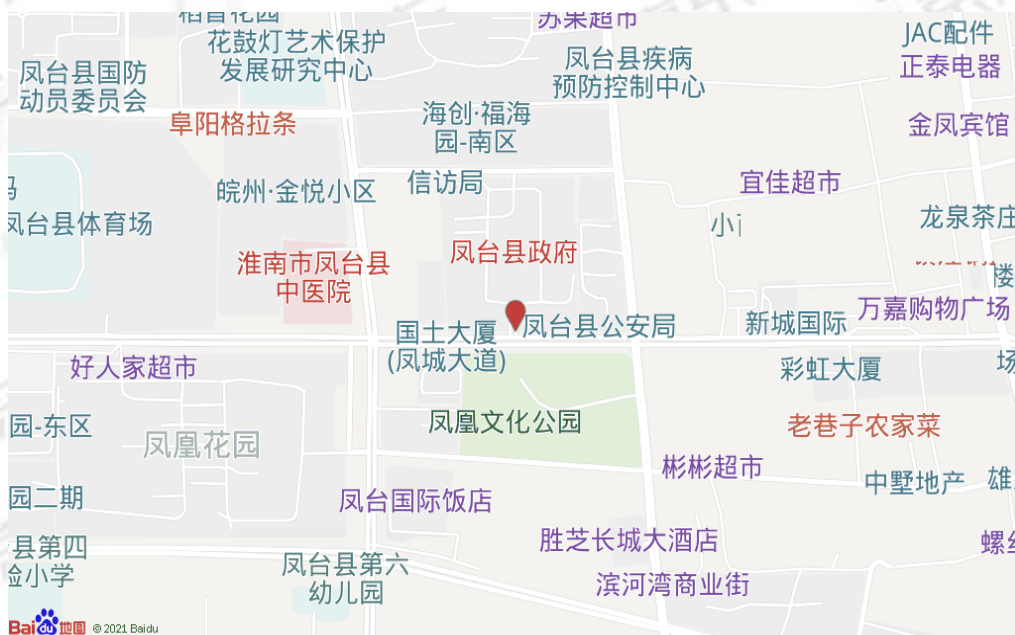 苏果超市
花鼓灯艺术保护
发展研究中心
JAC配件
正泰电器
凤台县国防
动员委员会
凤台县疾病
预防控制中心
阜阳格拉条
海创·福海
园-南区
金凤宾馆
皖州·金悦小区
信访局
宜佳超市
凤台县体育场
小
龙泉茶庄
凤台县政府
淮南市凤台县
中医院
楼
万嘉购物广场
国土大厦
(凤城大道)
凤台县公安局
新城国际
好人家超市
彩虹大厦
场
园-东区
凤凰花园
凤凰文化公园
老巷子农家菜
彬彬超市
中墅地产
雄
园二期
凤台国际饭店
胜芝长城大酒店
县第四
验小学
凤台县第六
幼儿园
滨河湾商业街
Bai du 地图
© 2021 Baidu